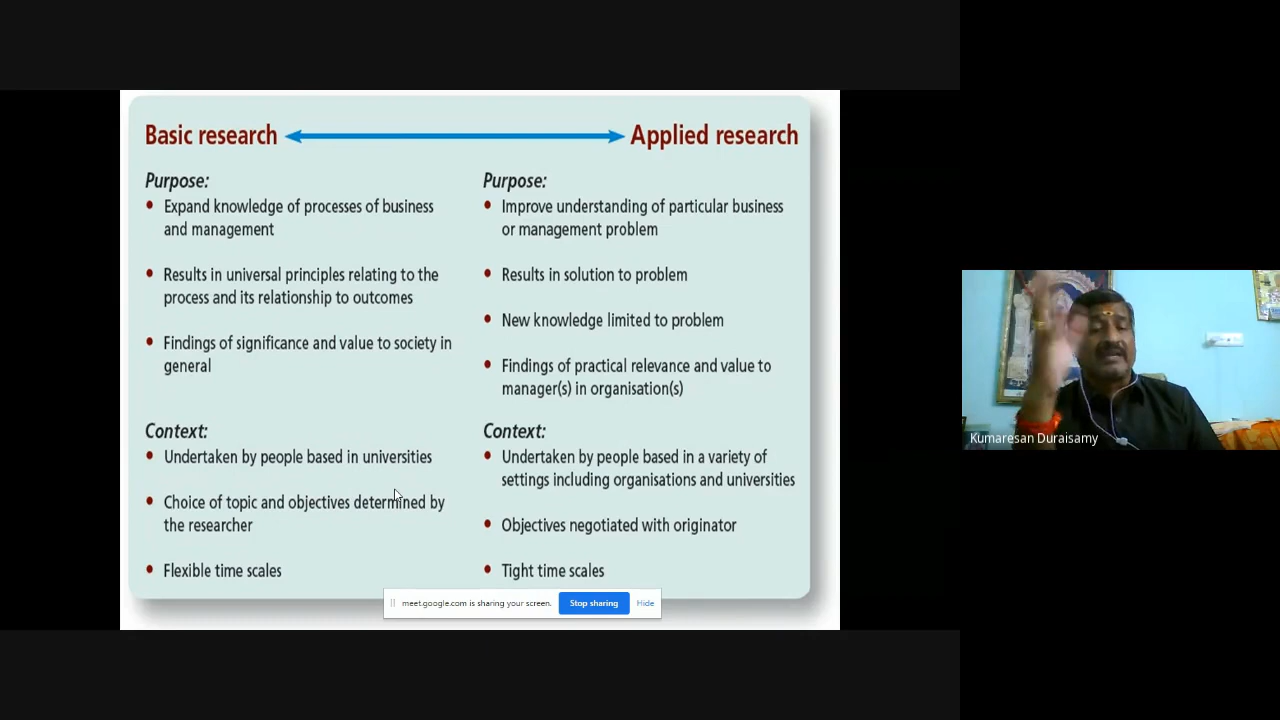 Basic research
Applied research
Purpose:
Expand knowledge of processes of business
and management
Results in universal principles relating to the
process and its relationship to outcomes
Findings of significance and value to society in
general
Context:
Undertaken by people based in universities
Choice of topic and objectives determined by
the researcher
Flexible time scales
Purpose:
Improve understanding of particular business
or management problem
Results in solution to problem
New knowledge limited to problem
Findings of practical relevance and value to
manager(s) in organisation(s)
Context:
Undertaken by people based in a variety of
settings including organisations and universities
Objectives negotiated with originator
Tight time scales
meet.google.com is sharing your screen.
Stop sharing
Hide
Kumaresan Duraisamy